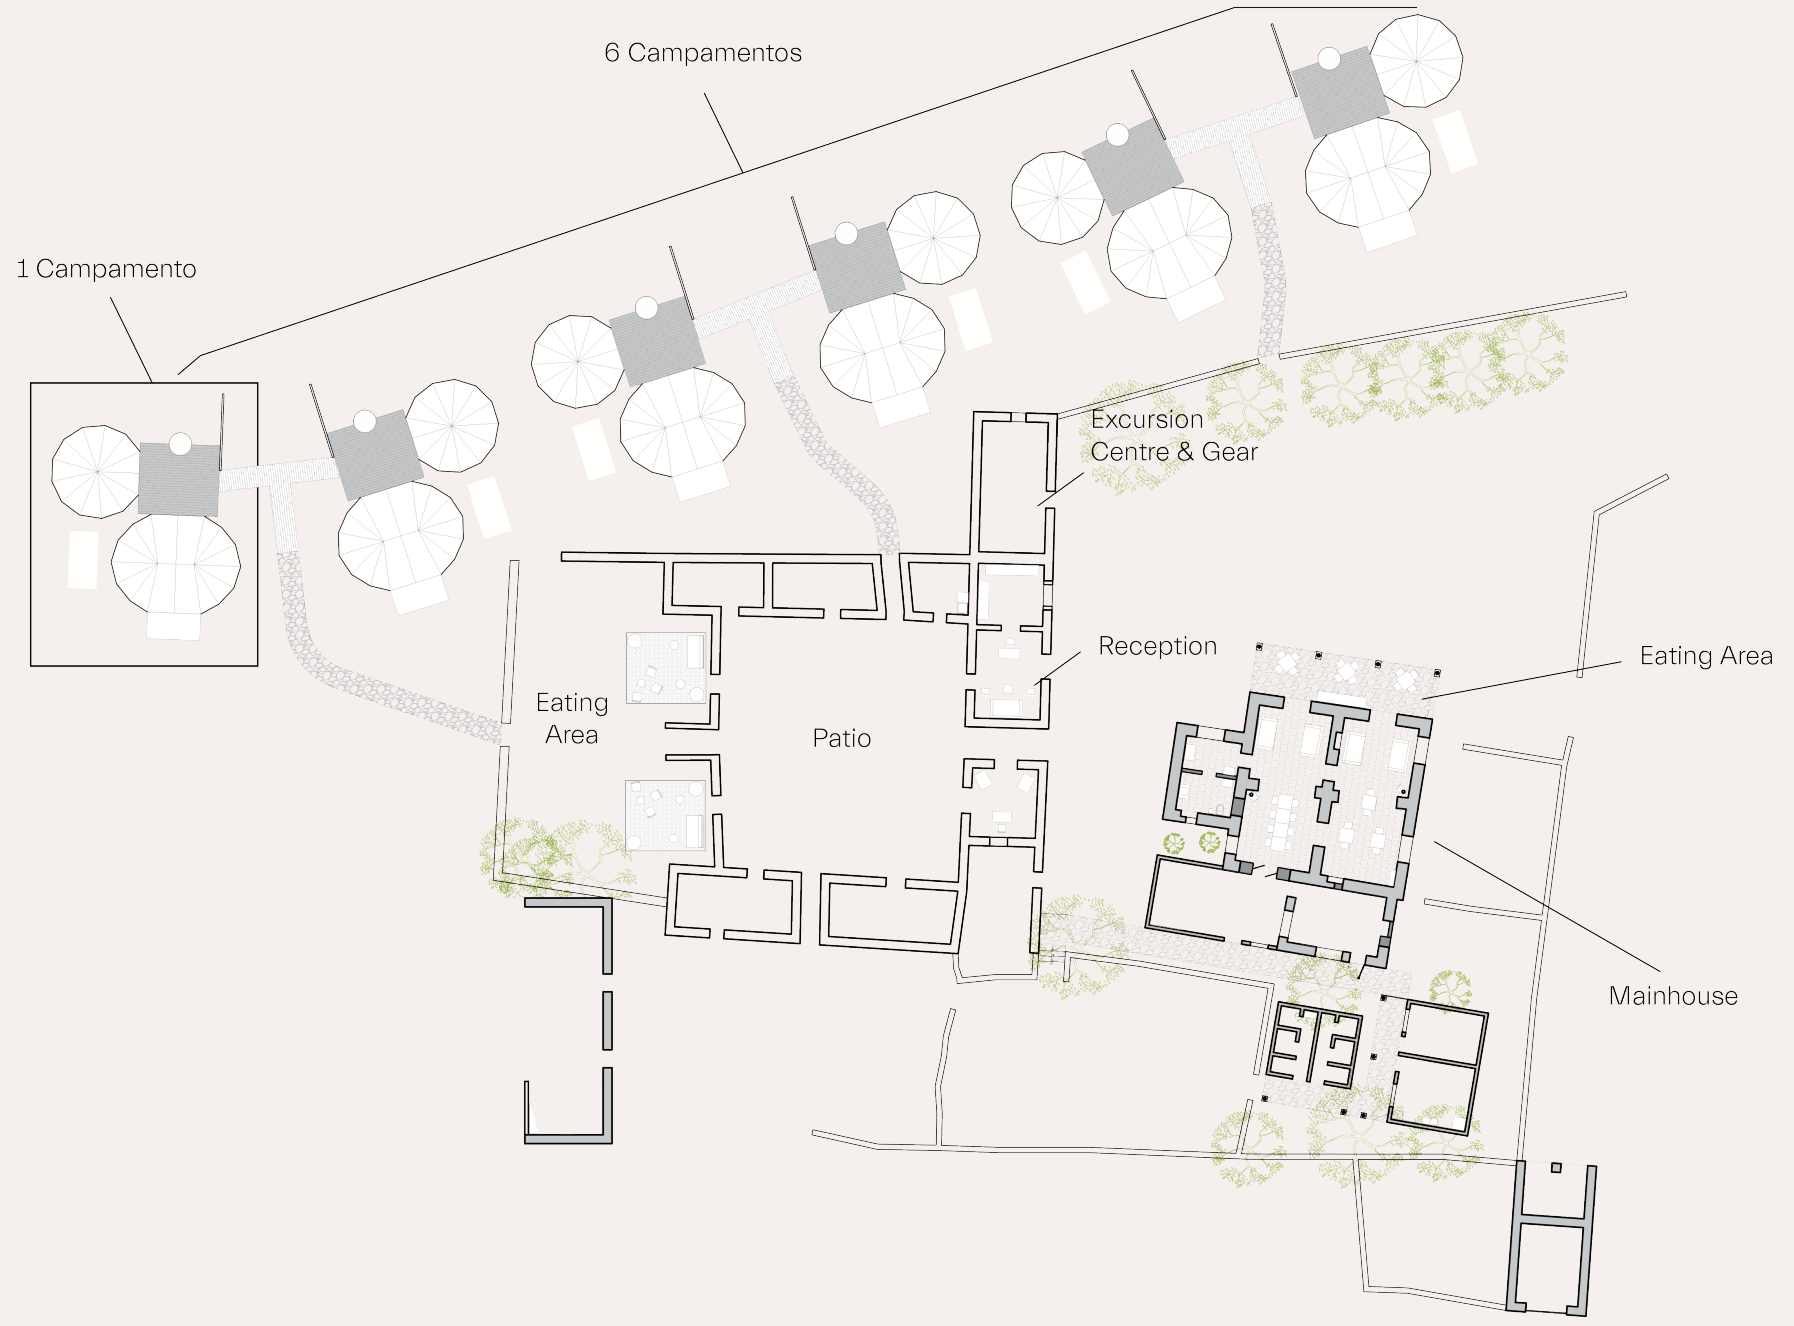 6 Campamentos
1 Campamento
Excursion
Centre & Gear
Reception
Eating Area
Eating
Area
Patio
Mainhouse